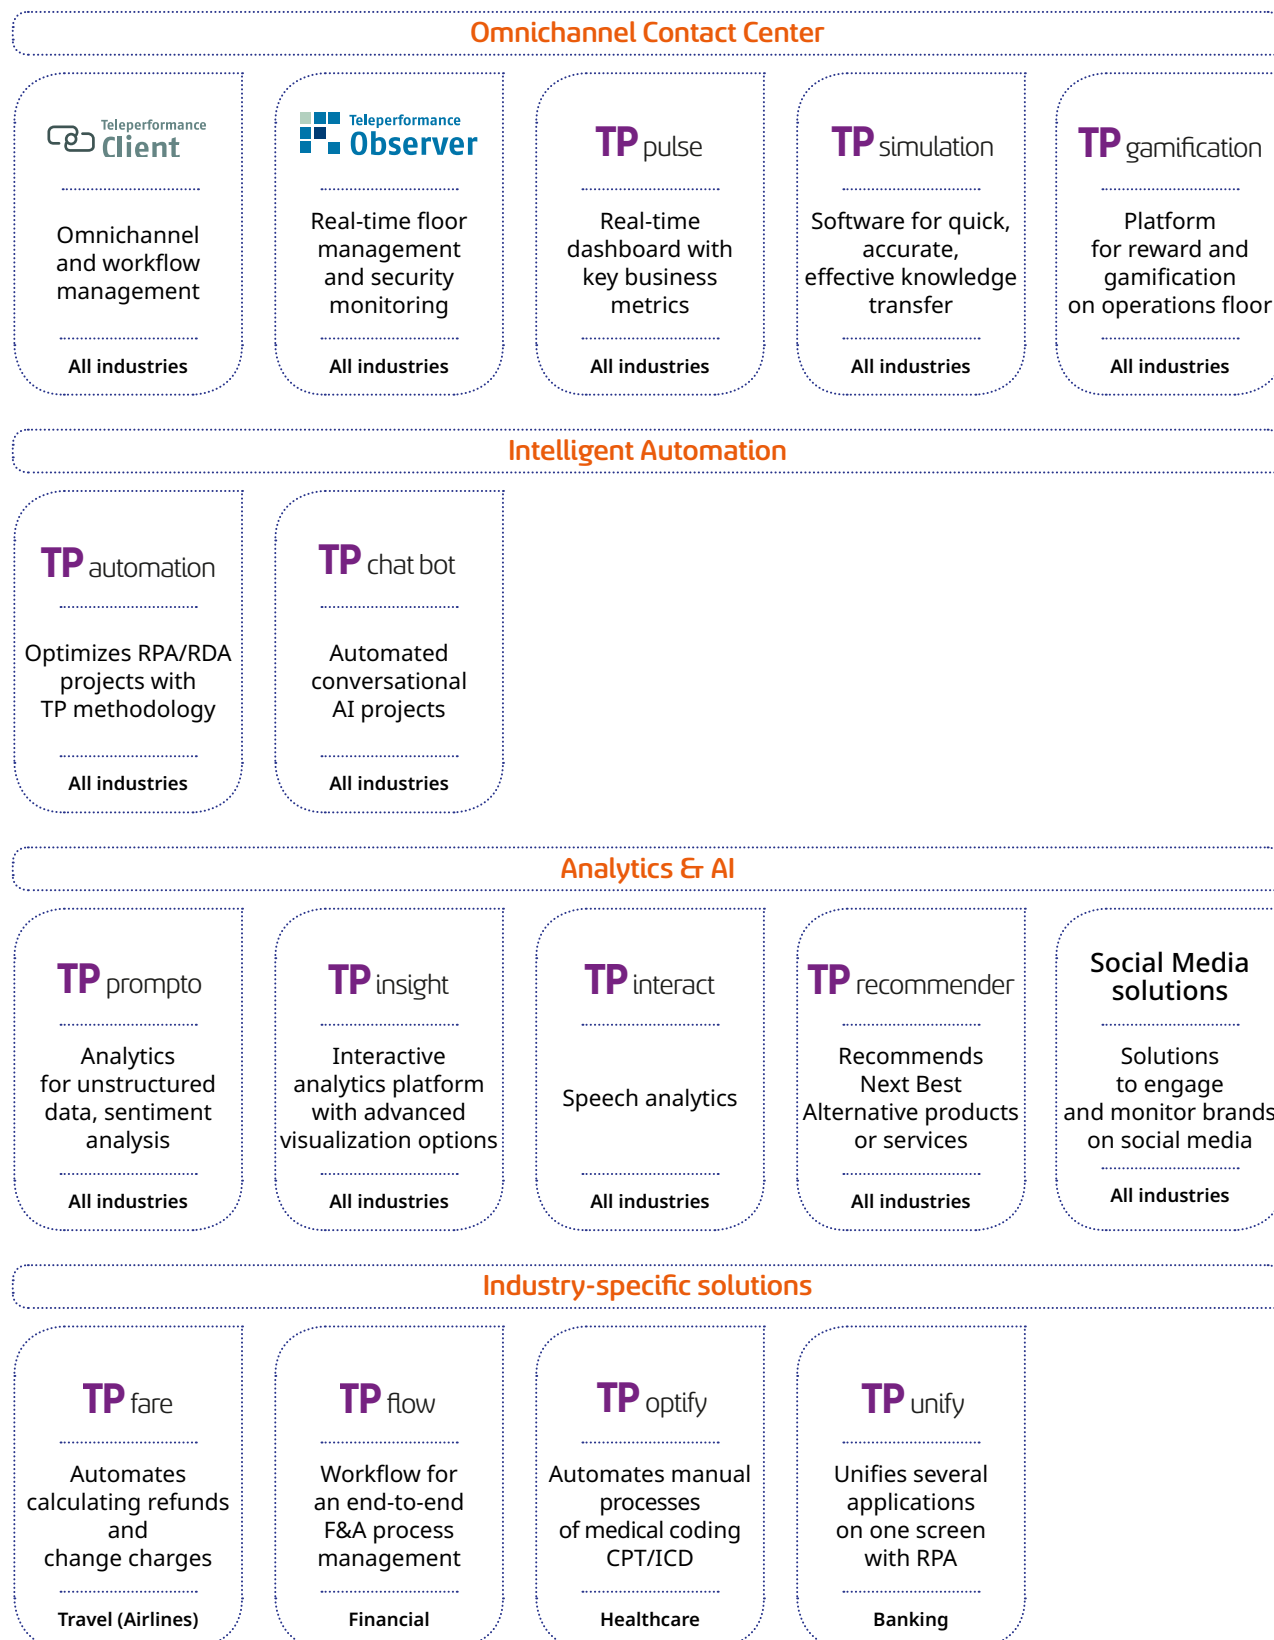 Omnichannel Contact Center
Teleperformance
Client
Omnichannel
and workflow
management
All industries
Teleperformance
Observer
Real-time floor
management
and security
monitoring
All industries
TP pulse
Real-time
dashboard with
key business
metrics
All industries
TP simulation
Software for quick,
accurate,
effective knowledge
transfer
All industries
TP gamification
Platform
for reward and
gamification
on operations floor
All industries
Intelligent Automation
TP automation
Optimizes RPA/RDA
projects with
TP methodology
All industries
TP chat bot
Automated
conversational
AI projects
All industries
Analytics & AI
TP prompto
Analytics
for unstructured
data, sentiment
analysis
All industries
TP insight
Interactive
analytics platform
with advanced
visualization options
All industries
TP interact
Speech analytics
All industries
TP recommender
Recommends
Next Best
Alternative products
or services
All industries
Social Media
solutions
Solutions
to engage
and monitor brands
on social media
All industries
Industry-specific solutions
TP fare
Automates
calculating refunds
and
change charges
Travel (Airlines)
TP flow
Workflow for
an end-to-end
F&A process
management
Financial
TP optify
Automates manual
processes
of medical coding
CPT/ICD
Healthcare
TP unify
Unifies several
applications
on one screen
with RPA
Banking